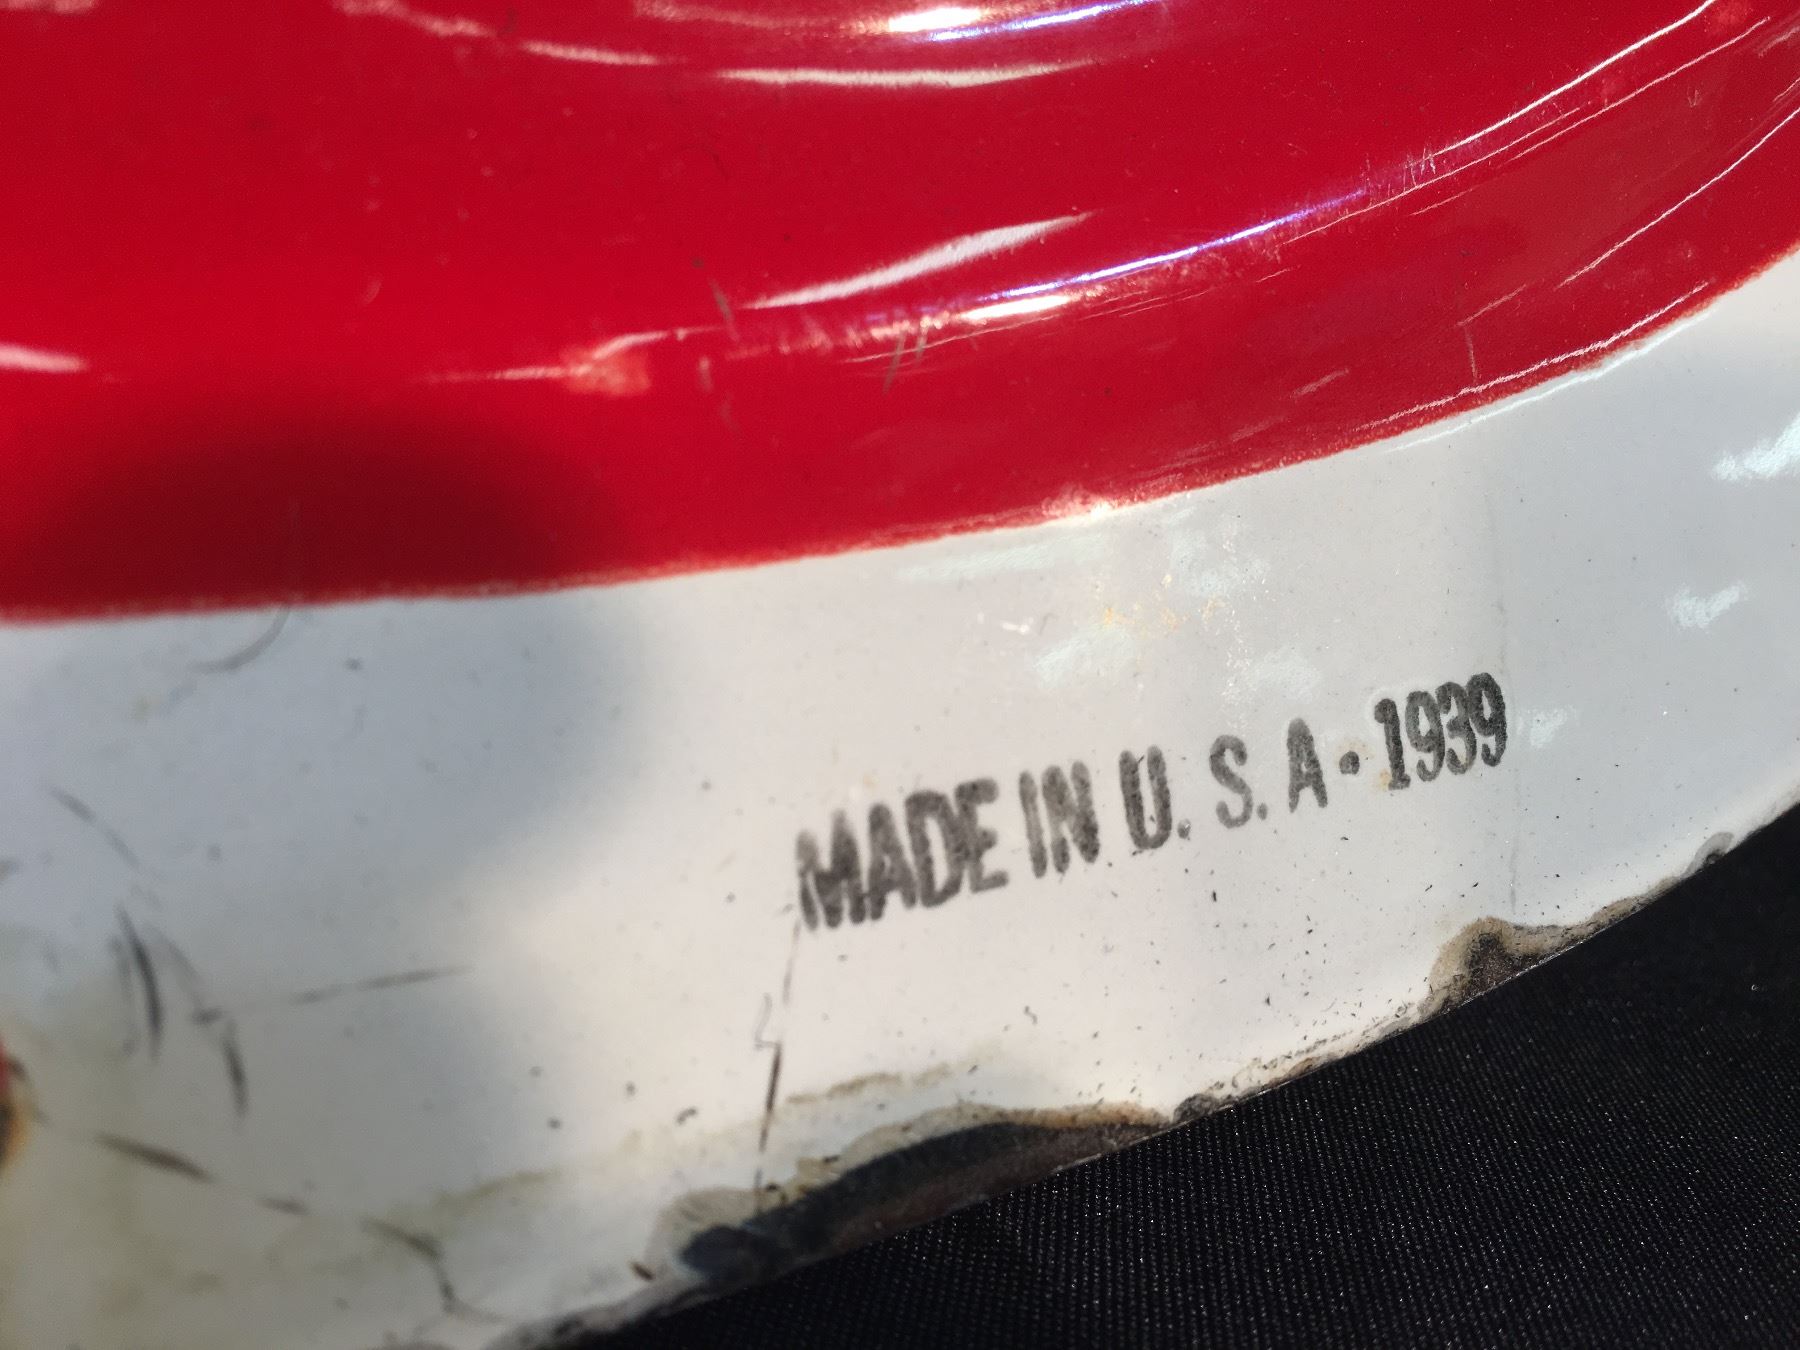 MADE IN U. S. A · 1939